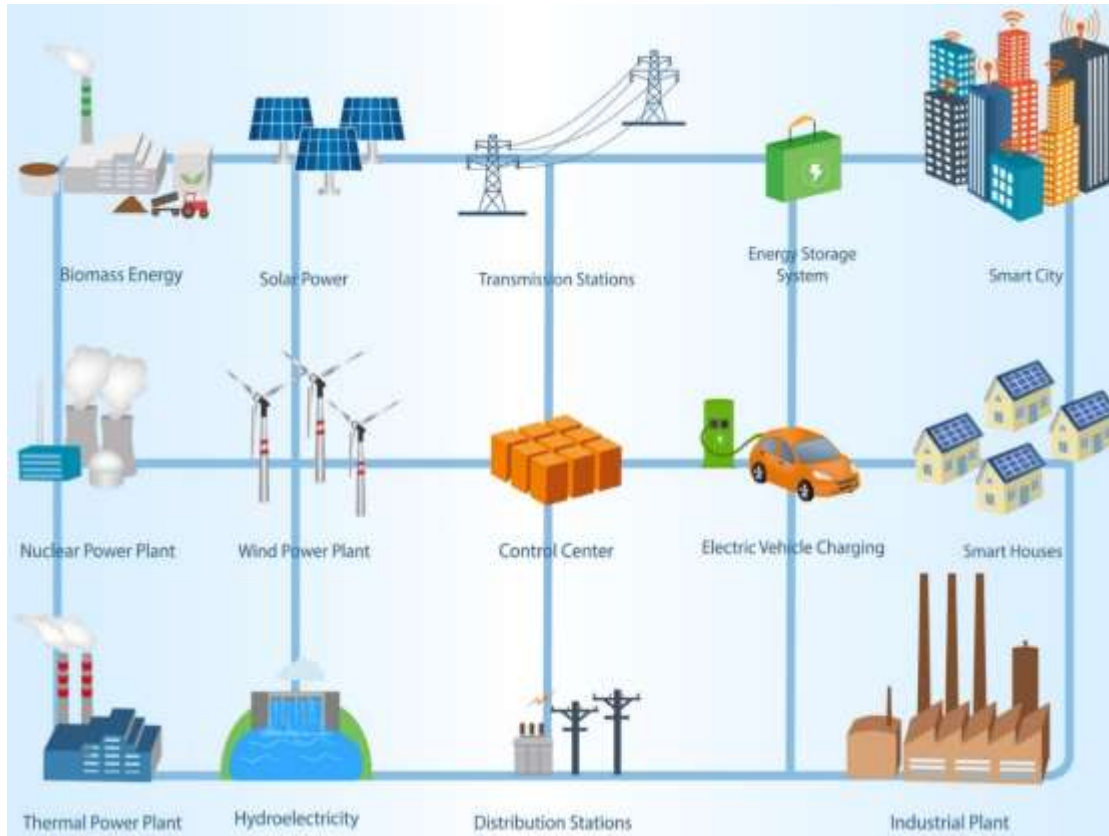 Biomass Energy
Solar Power
Transmission Stations
Energy Storage
System
Smart City
Nuclear Power Plant
Wind Power Plant
Control Center
Electric Vehicle Charging
Smart Houses
Thermal Power Plant
Hydroelectricity
Distribution Stations
Industrial Plant